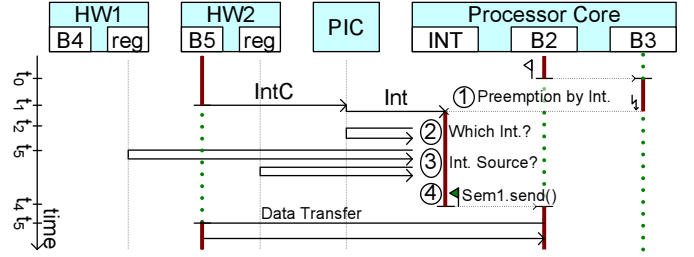 HW1
HW2
PIC
Processor Core
B4
reg
B5
reg
INT
B2
B3
t0
t1
t2
t3
t4,t5
time
IntC
Int
1 Preemption by Int.
2 Which Int.?
3 Int. Source?
4 Sem1.send()
Data Transfer